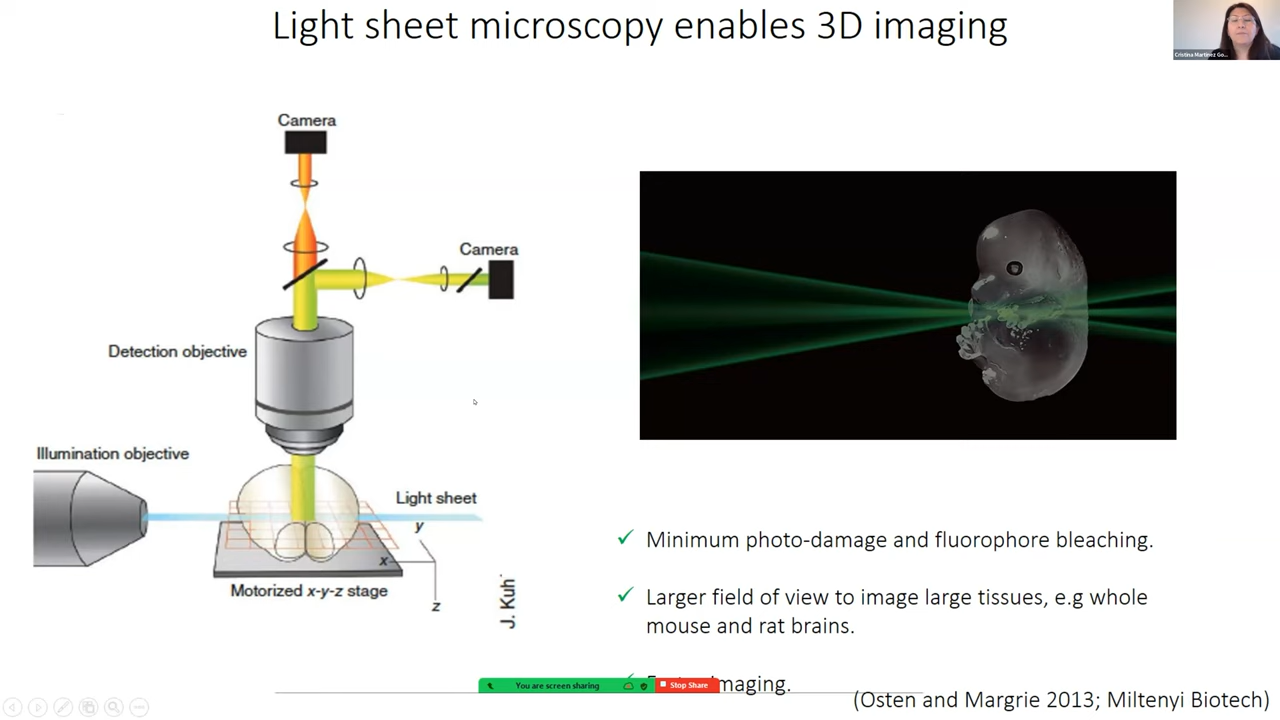 Light sheet microscopy enables 3D imaging
Cristina Martinez Go...
Camera
Camera
Detection objective
Illumination objective
Light sheet
y
x
z
Motorized x-y-z stage
J. Kuh
Minimum photo-damage and fluorophore bleaching.
Larger field of view to image large tissues, e.g whole
mouse and rat brains.
imaging.
You are screen sharing
Stop Share
(Osten and Margrie 2013; Miltenyi Biotech)